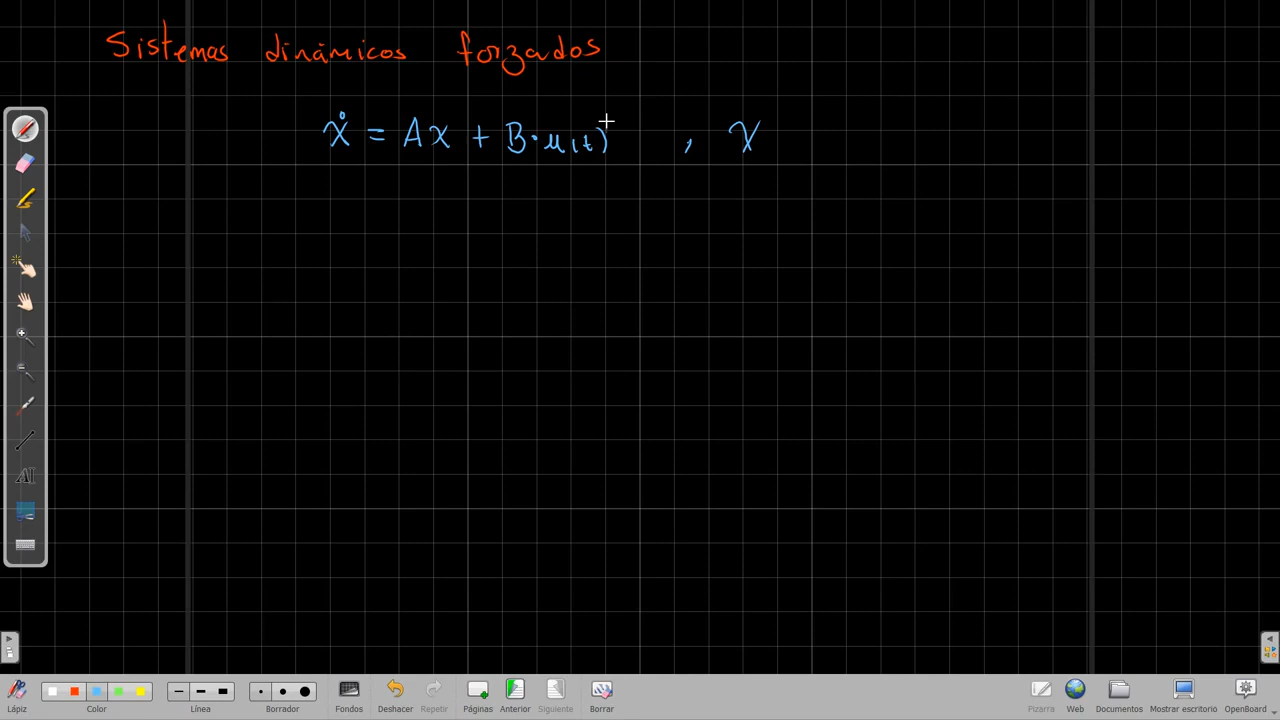 Sistemas dinámicos forzados
ẋ = Ax + B·u(t) , x
Lápiz Color Línea Borrador Fondos Deshacer Repetir Páginas Anterior Siguiente Borrar Pizarra Web Documentos Mostrar escritorio OpenBoard